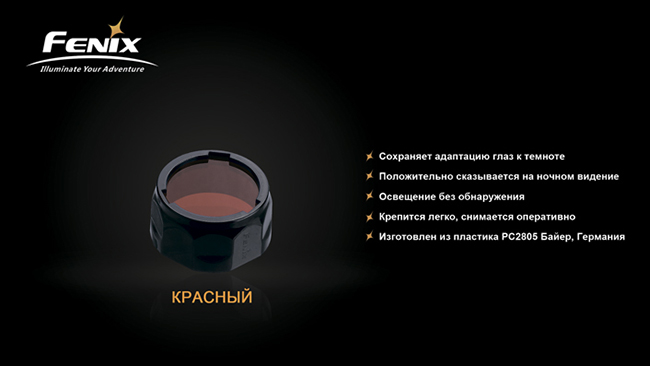 FENIX
Illuminate Your Adventure
Сохраняет адаптацию глаз к темноте
Положительно сказывается на ночном видение
Освещение без обнаружения
Крепится легко, снимается оперативно
Изготовлен из пластика PC2805 Байер, Германия
КРАСНЫЙ